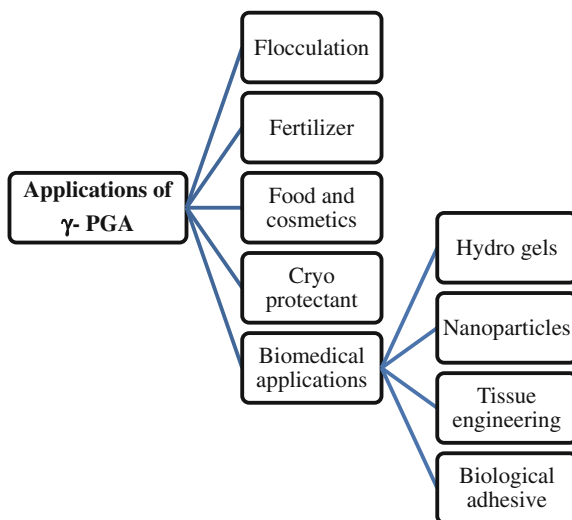 Applications of
γ- PGA
Flocculation
Fertilizer
Food and
cosmetics
Cryo
protectant
Biomedical
applications
Hydro gels
Nanoparticles
Tissue
engineering
Biological
adhesive